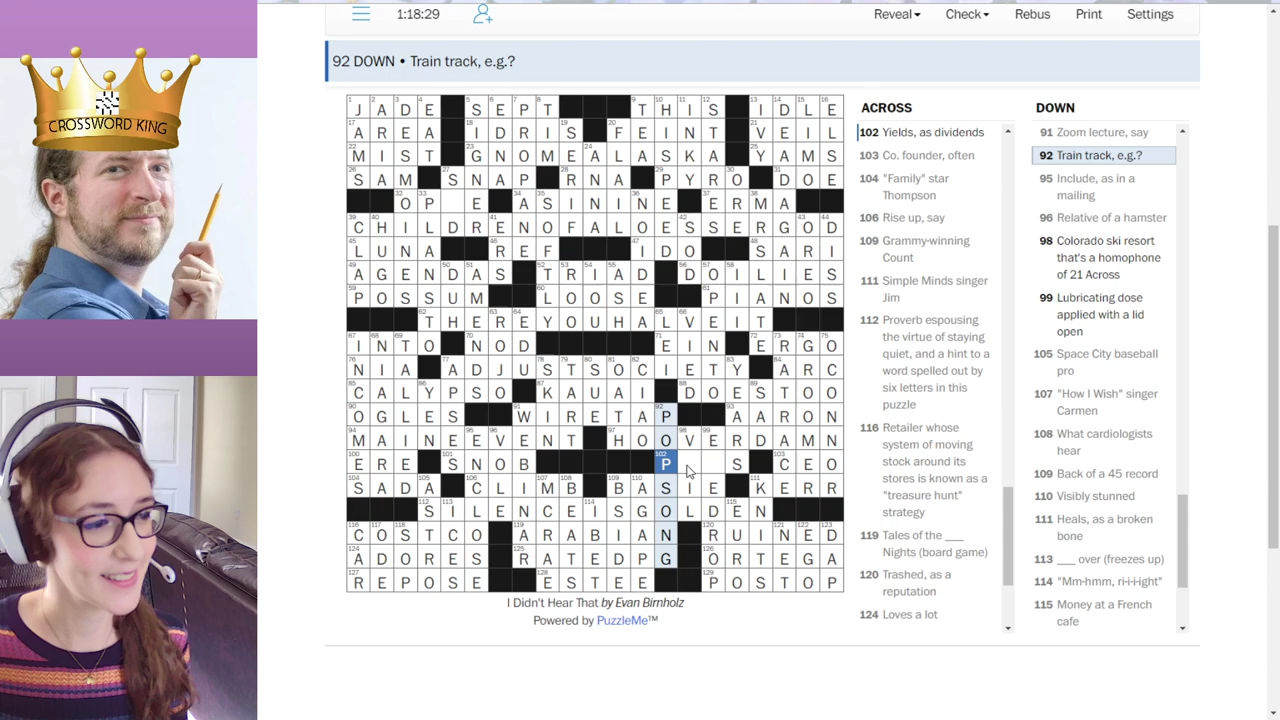 1:18:29
Reveal Check Rebus Print Settings
92 DOWN • Train track, e.g.?
CROSSWORD KING
J A D E S E P T T H I S I D L E
A R E A I D R I S F E I N T V E I L
M I S T G N O M E A L A S K A Y A M S
S A M S N A P R N A P Y R O D O E
O P E A S I N I N E E R M A
C H I L D R E N O F A L O E S S E R G O D
L U N A R E F I D O S A R I
A G E N D A S T R I A D D O I L I E S
P O S S U M L O O S E P I A N O S
T H E R E Y O U H A V E I T
I N T O N O D E I N E R G O
N I A A D J U S T S O C I E T Y A R C
C A L Y P S O K A U A I D O E S T O O
O G L E S W I R E T A P A A R O N
M A I N E E V E N T H O O V E R D A M N
E R E S N O B P S C E O
S A D A C L I M B B A S I E K E R R
S I L E N C E I S G O L D E N
C O S T C O A R A B I A N R U I N E D
A D O R E S R A T E D P G O R T E G A
R E P O S E E S T E E P O S T O P
I Didn't Hear That by Evan Birnholz
Powered by PuzzleMe™
ACROSS
102 Yields, as dividends
103 Co. founder, often
104 "Family" star
Thompson
106 Rise up, say
109 Grammy-winning
Count
111 Simple Minds singer
Jim
112 Proverb espousing
the virtue of staying
quiet, and a hint to a
word spelled out by
six letters in this
puzzle
116 Retailer whose
system of moving
stock around its
stores is known as a
"treasure hunt"
strategy
119 Tales of the ___
Nights (board game)
120 Trashed, as a
reputation
124 Loves a lot
DOWN
91 Zoom lecture, say
92 Train track, e.g.?
95 Include, as in a
mailing
96 Relative of a hamster
98 Colorado ski resort
that's a homophone
of 21 Across
99 Lubricating dose
applied with a lid
open
105 Space City baseball
pro
107 "How I Wish" singer
Carmen
108 What cardiologists
hear
109 Back of a 45 record
110 Visibly stunned
111 Heals, as a broken
bone
113 ___ over (freezes up)
114 "Mm-hmm, ri-i-i-ight"
115 Money at a French
cafe